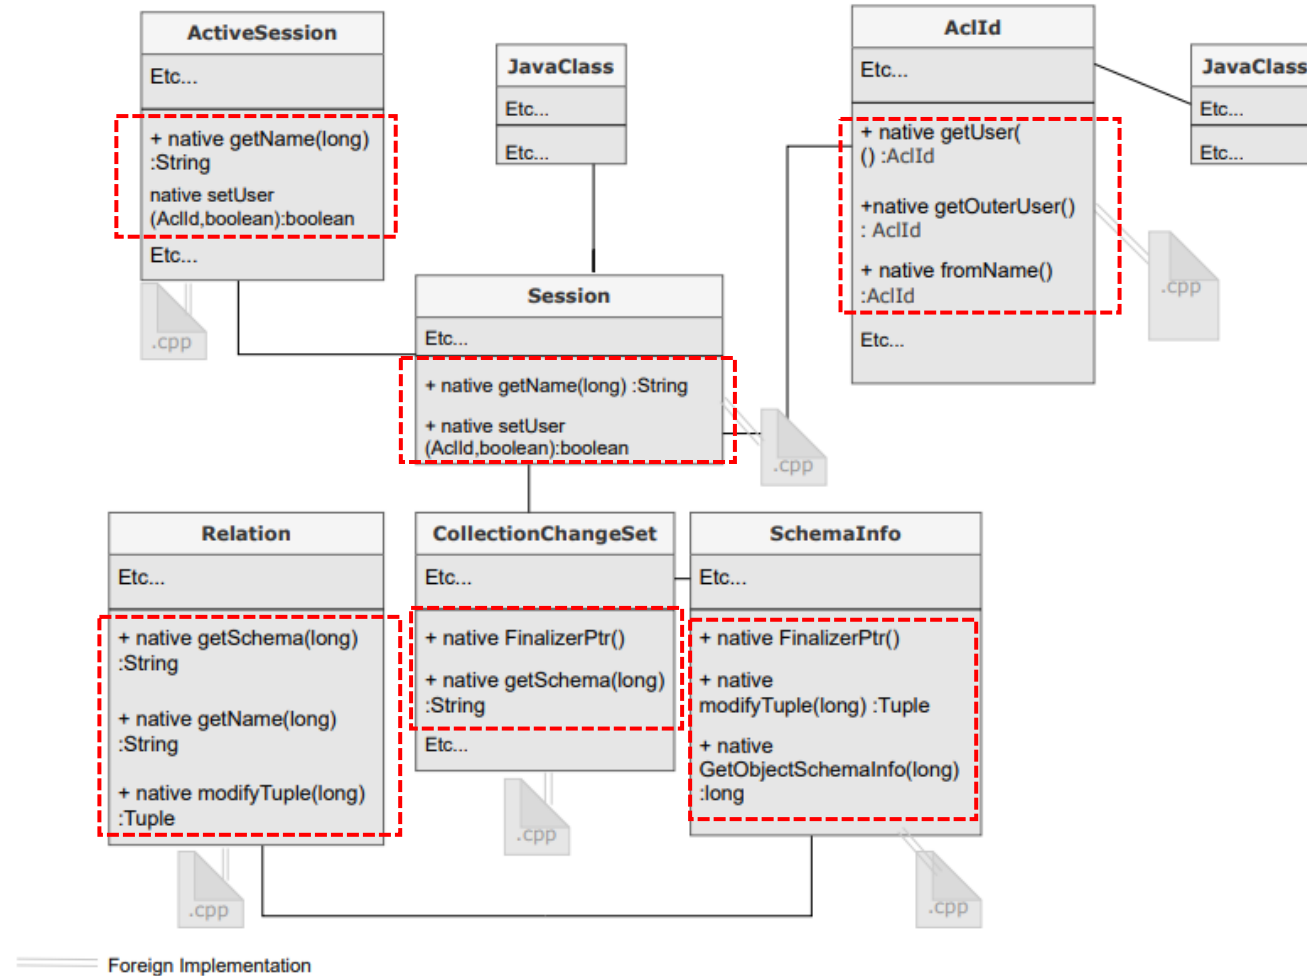 ActiveSession
Etc...
+ native getName(long)
:String
native setUser
(AclId,boolean):boolean
Etc...
.cpp
JavaClass
Etc...
Etc...
AclId
Etc...
+ native getUser(
() :AclId
+native getOuterUser()
: AclId
+ native fromName()
:AclId
Etc...
.cpp
JavaClass
Etc...
Etc...
Session
Etc...
+ native getName(long) :String
+ native setUser
(AclId,boolean):boolean
.cpp
Relation
Etc...
+ native getSchema(long)
:String
+ native getName(long)
:String
+ native modifyTuple(long)
:Tuple
.cpp
CollectionChangeSet
Etc...
+ native FinalizerPtr()
+ native getSchema(long)
:String
Etc...
.cpp
SchemaInfo
Etc...
+ native FinalizerPtr()
+ native
modifyTuple(long) :Tuple
+ native
GetObjectSchemaInfo(long)
:long
.cpp
Foreign Implementation